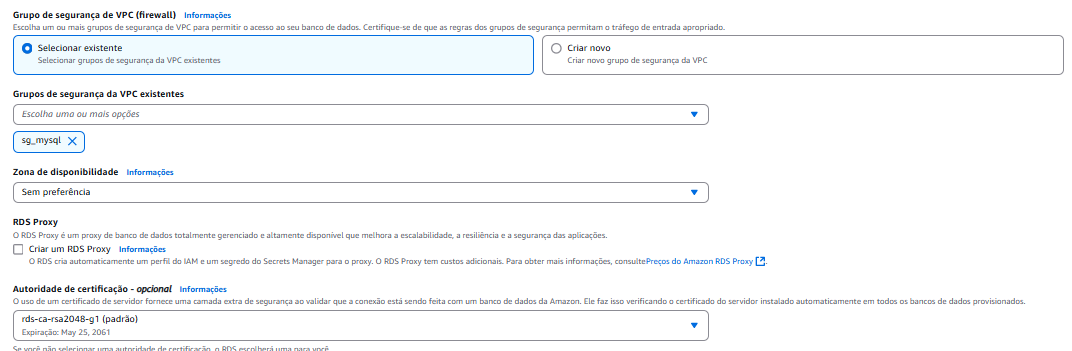 Grupo de segurança de VPC (firewall) Informações
Escolha um ou mais grupos de segurança de VPC para permitir o acesso ao seu banco de dados. Certifique-se de que as regras dos grupos de segurança permitam o tráfego de entrada apropriado.
Selecionar existente
Selecionar grupos de segurança da VPC existentes
Criar novo
Criar novo grupo de segurança da VPC
Grupos de segurança da VPC existentes
Escolha uma ou mais opções
sg_mysql
Zona de disponibilidade Informações
Sem preferência
RDS Proxy
O RDS Proxy é um proxy de banco de dados totalmente gerenciado e altamente disponível que melhora a escalabilidade, a resiliência e a segurança das aplicações.
Criar um RDS Proxy Informações
O RDS cria automaticamente um perfil do IAM e um segredo do Secrets Manager para o proxy. O RDS Proxy tem custos adicionais. Para obter mais informações, consultePreços do Amazon RDS Proxy.
Autoridade de certificação - opcional Informações
O uso de um certificado de servidor fornece uma camada extra de segurança ao validar que a conexão está sendo feita com um banco de dados da Amazon. Ele faz isso verificando o certificado do servidor instalado automaticamente em todos os bancos de dados provisionados.
rds-ca-rsa2048-g1 (padrão)
Expiração: May 25, 2061
Se você não selecionar uma autoridade de certificação, o RDS escolherá uma para você